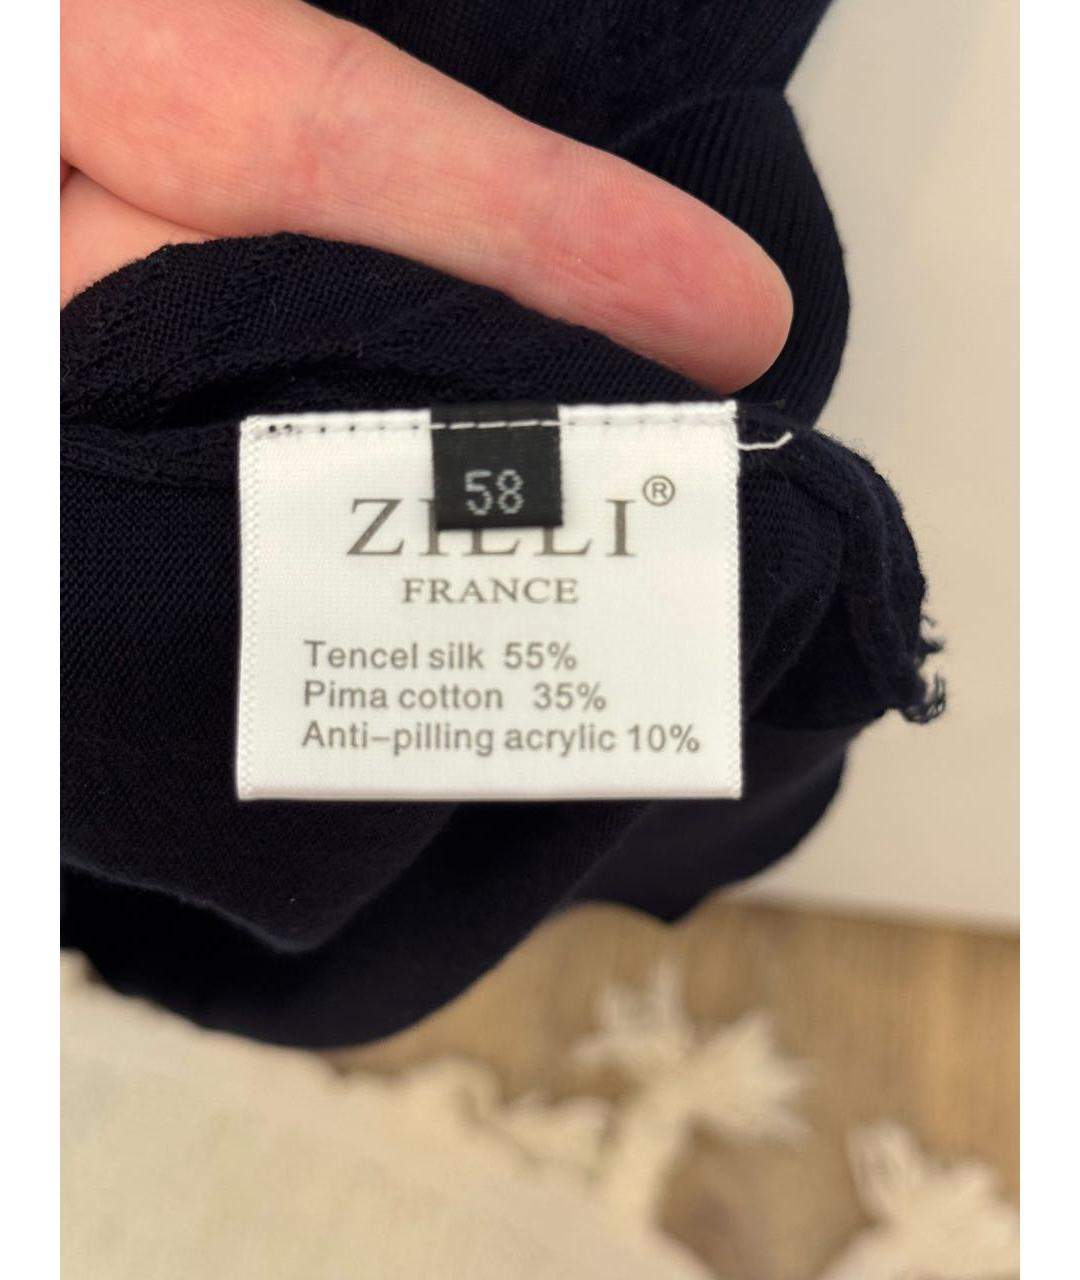 58
ZILLI®
FRANCE
Tencel silk 55%
Pima cotton 35%
Anti-pilling acrylic 10%